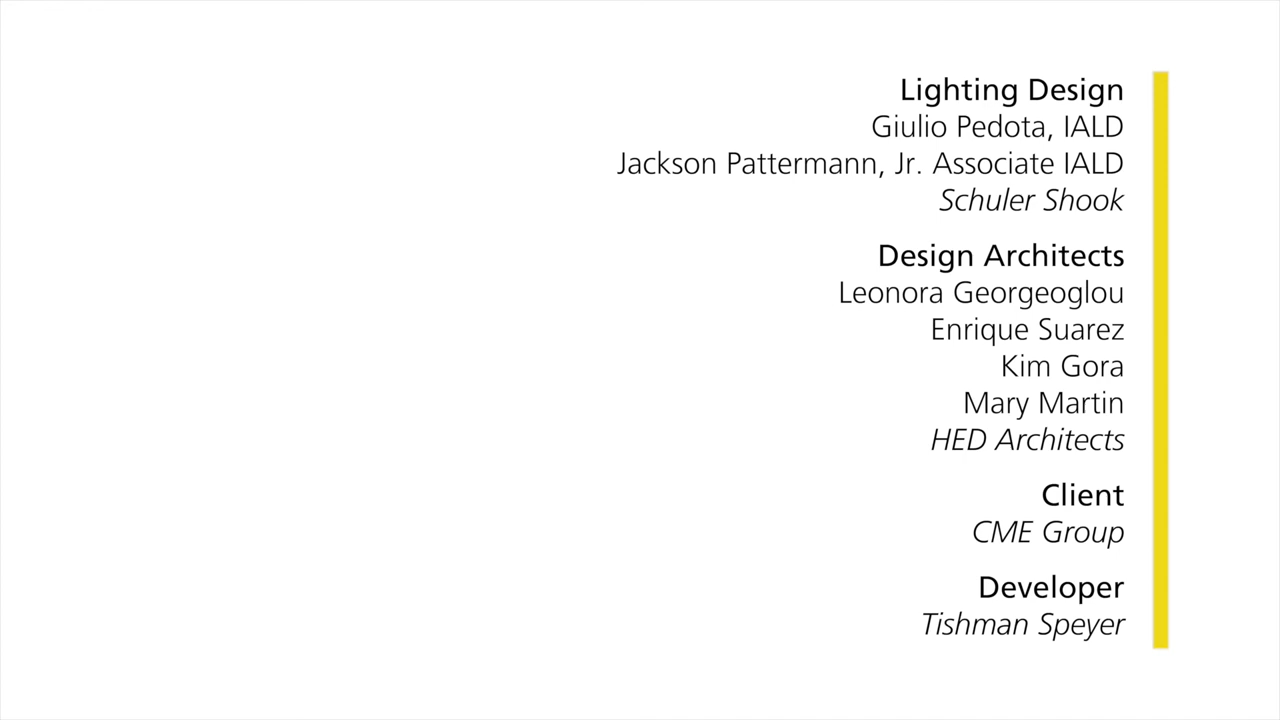 Lighting Design
Giulio Pedota, IALD
Jackson Pattermann, Jr. Associate IALD
Schuler Shook
Design Architects
Leonora Georgeoglou
Enrique Suarez
Kim Gora
Mary Martin
HED Architects
Client
CME Group
Developer
Tishman Speyer